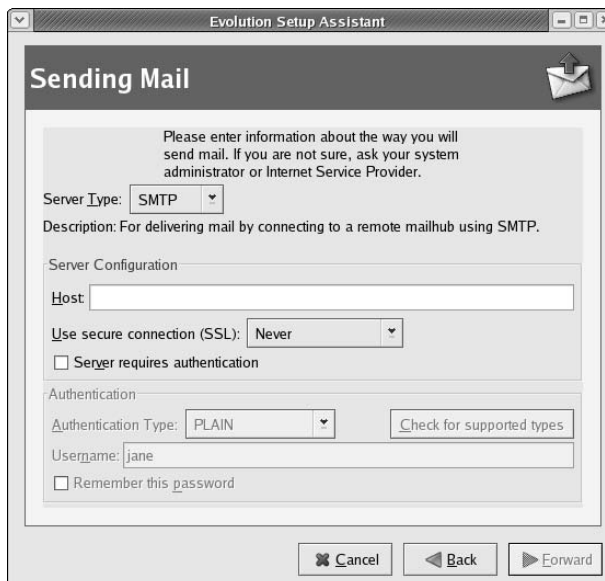 Evolution Setup Assistant
Sending Mail
Please enter information about the way you will
send mail. If you are not sure, ask your system
administrator or Internet Service Provider.
Server Type: SMTP
Description: For delivering mail by connecting to a remote mailhub using SMTP.
Server Configuration
Host:
Use secure connection (SSL): Never
Server requires authentication
Authentication
Authentication Type: PLAIN Check for supported types
Username: jane
Remember this password
Cancel Back Forward